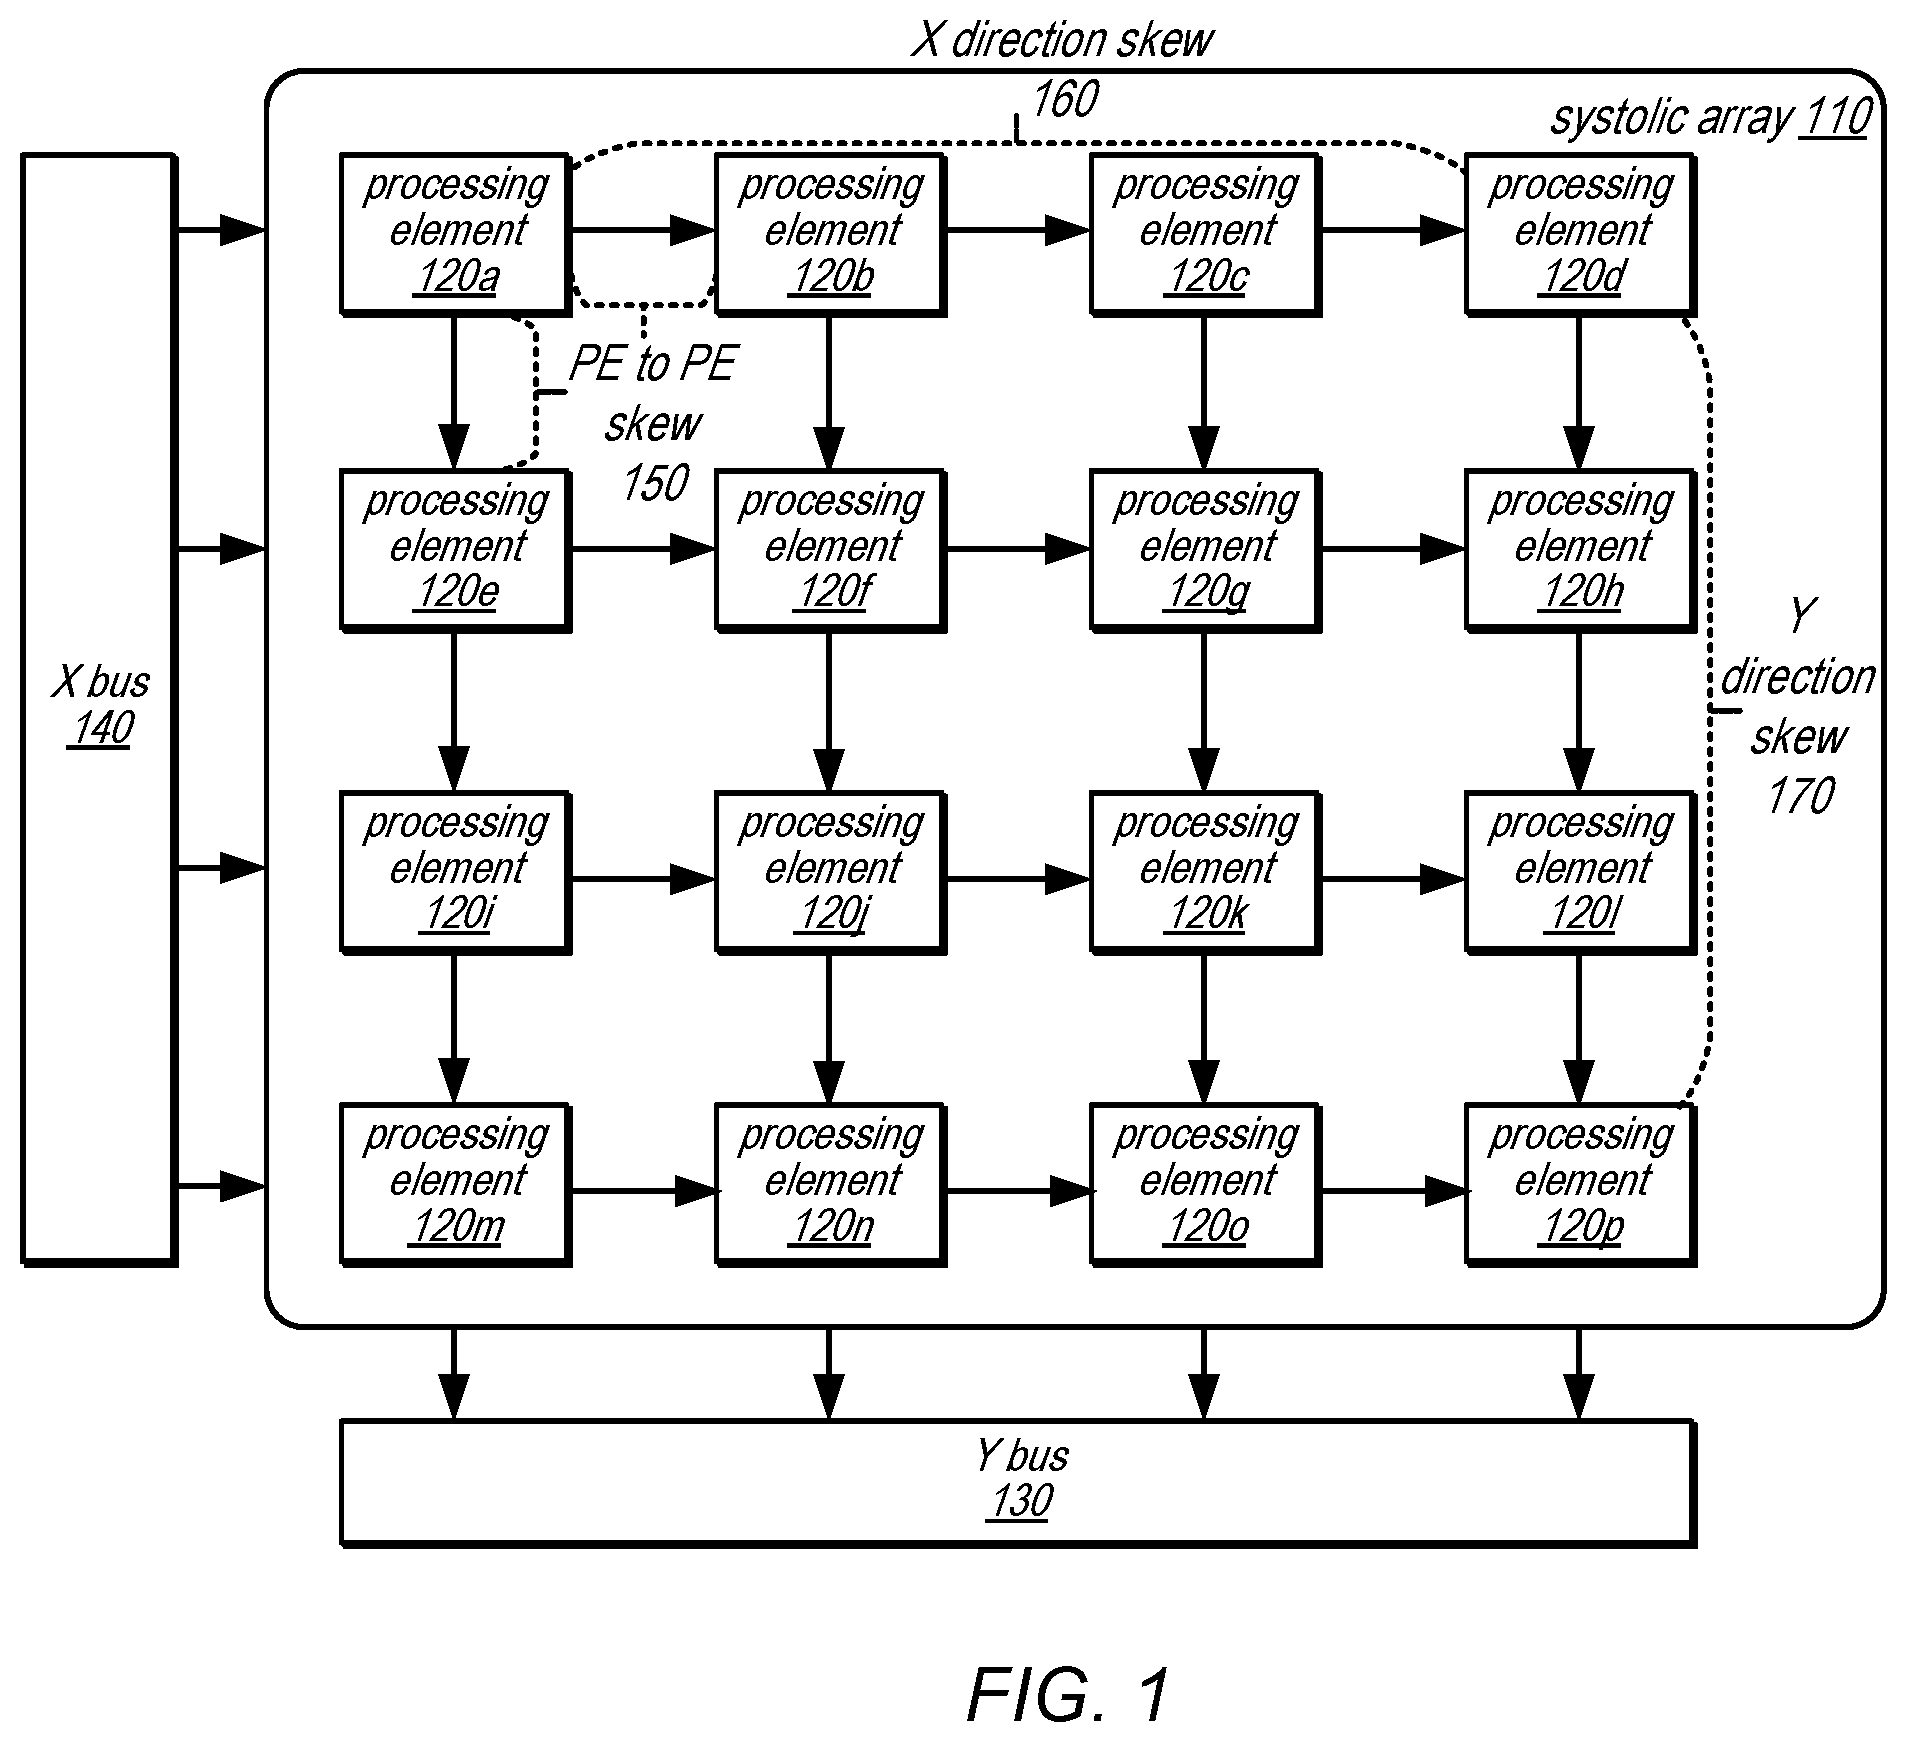 X direction skew
160
systolic array 110
processing
element
120a
processing
element
120b
processing
element
120c
processing
element
120d
PE to PE
skew
150
processing
element
120e
processing
element
120f
processing
element
120g
processing
element
120h
Y
direction
skew
170
X bus
140
processing
element
120i
processing
element
120j
processing
element
120k
processing
element
120l
processing
element
120m
processing
element
120n
processing
element
120o
processing
element
120p
Y bus
130
FIG. 1